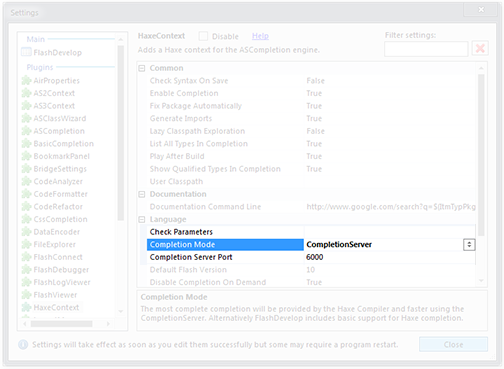 Settings
Main
FlashDevelop
Plugins
AirProperties
AS2Context
AS3Context
ASClassWizard
ASCompletion
BasicCompletion
BookmarkPanel
BridgeSettings
CodeAnalyzer
CodeFormatter
CodeRefactor
CssCompletion
DataEncoder
FileExplorer
FlashConnect
FlashDebugger
FlashLogViewer
FlashViewer
HaxeContext
HaxeContext Disable Help
Filter settings:
Adds a Haxe context for the ASCompletion engine.
Common
Check Syntax On Save False
Enable Completion True
Fix Package Automatically True
Generate Imports True
Lazy Classpath Exploration False
List All Types In Completion True
Play After Build True
Show Qualified Types In Completion True
User Classpath
Documentation
Documentation Command Line http://www.google.com/search?q=$(ItmTypPkg
Language
Check Parameters
Completion Mode CompletionServer
Completion Server Port 6000
Default Flash Version 10
Disable Completion On Demand True
Completion Mode
The most complete completion will be provided by the Haxe Compiler and faster using the
CompletionServer. Alternatively FlashDevelop includes basic support for Haxe completion.
Settings will take effect as soon as you edit them succesfully but some may require a program restart.
Close